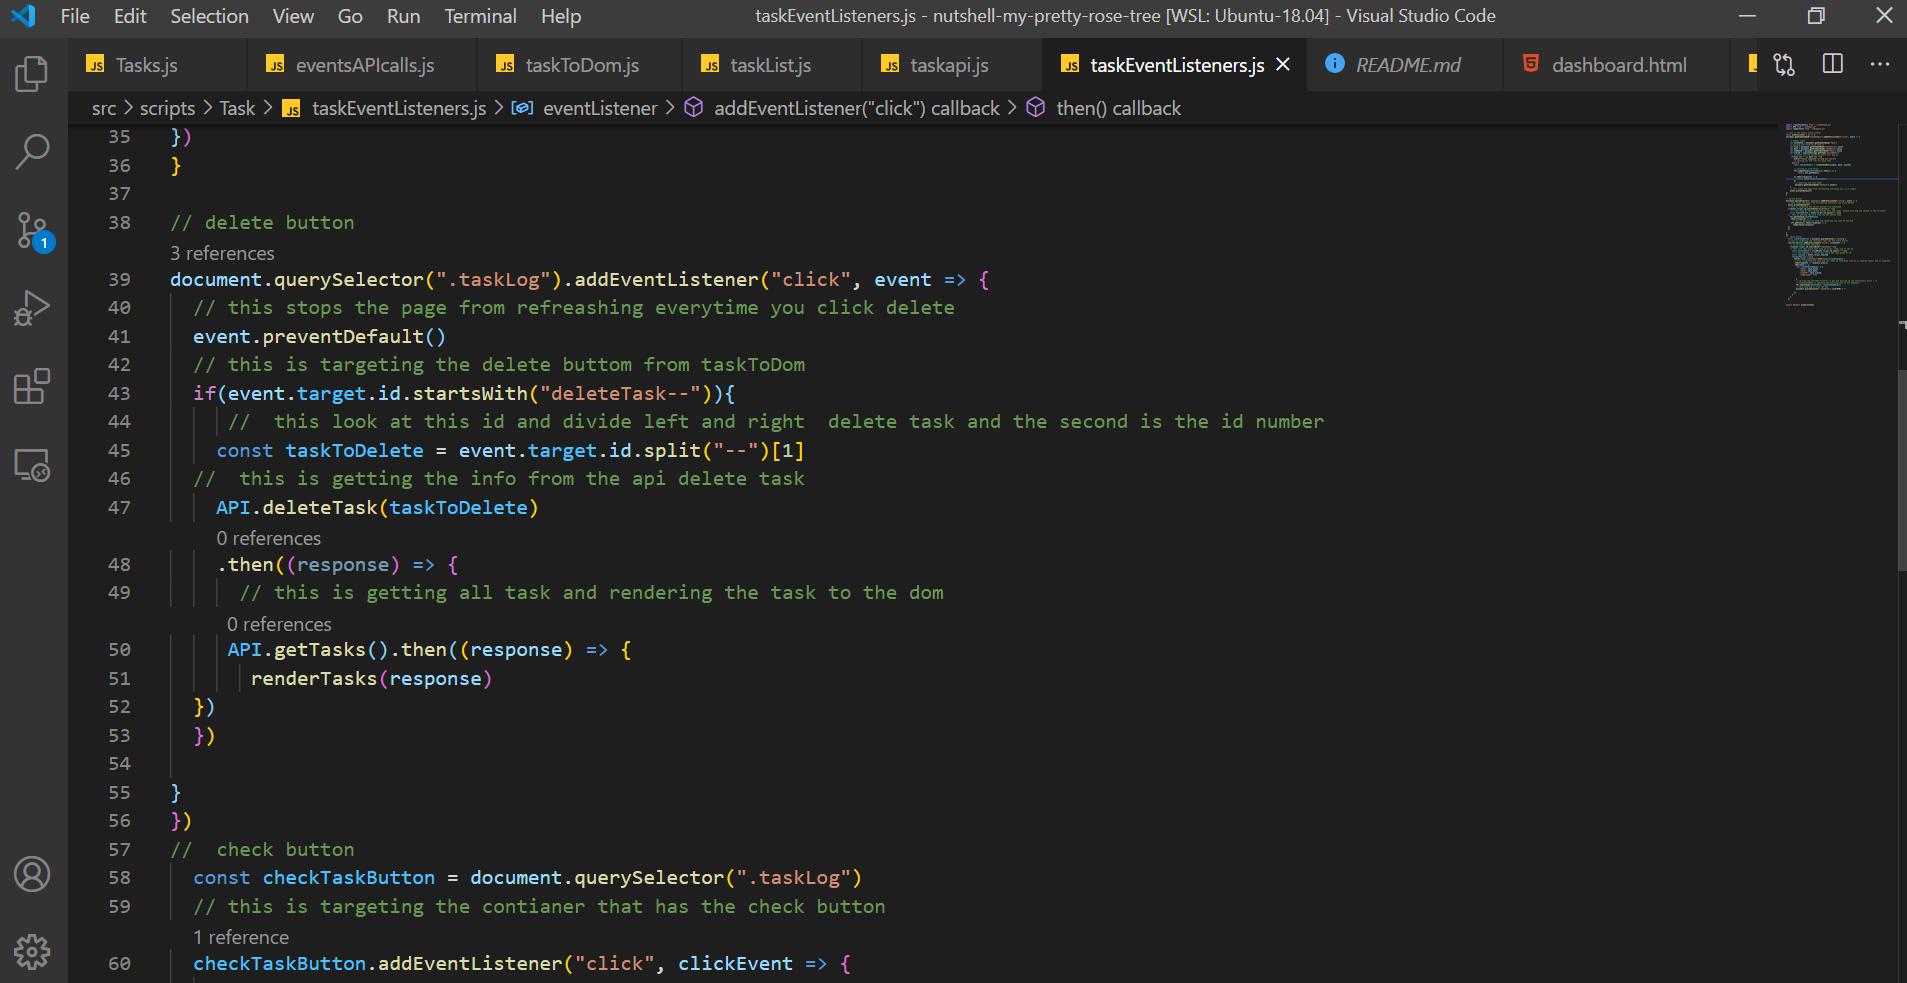 File Edit Selection View Go Run Terminal Help taskEventListeners.js - nutshell-my-pretty-rose-tree [WSL: Ubuntu-18.04] - Visual Studio Code
JS Tasks.js JS eventsAPIcalls.js JS taskToDom.js JS taskList.js JS taskapi.js JS taskEventListeners.js README.md dashboard.html
src > scripts > Task > JS taskEventListeners.js > eventListener > addEventListener("click") callback > then() callback
35 })
36 }
37
38 // delete button
3 references
39 document.querySelector(".taskLog").addEventListener("click", event => {
40 // this stops the page from refreashing everytime you click delete
41 event.preventDefault()
42 // this is targeting the delete buttom from taskToDom
43 if(event.target.id.startsWith("deleteTask--")){
44 //  this look at this id and divide left and right  delete task and the second is the id number
45 const taskToDelete = event.target.id.split("--")[1]
46 //  this is getting the info from the api delete task
47 API.deleteTask(taskToDelete)
0 references
48 .then((response) => {
49 // this is getting all task and rendering the task to the dom
0 references
50 API.getTasks().then((response) => {
51 renderTasks(response)
52 })
53 })
54
55 }
56 })
57 //  check button
58 const checkTaskButton = document.querySelector(".taskLog")
59 // this is targeting the contianer that has the check button
1 reference
60 checkTaskButton.addEventListener("click", clickEvent => {
1